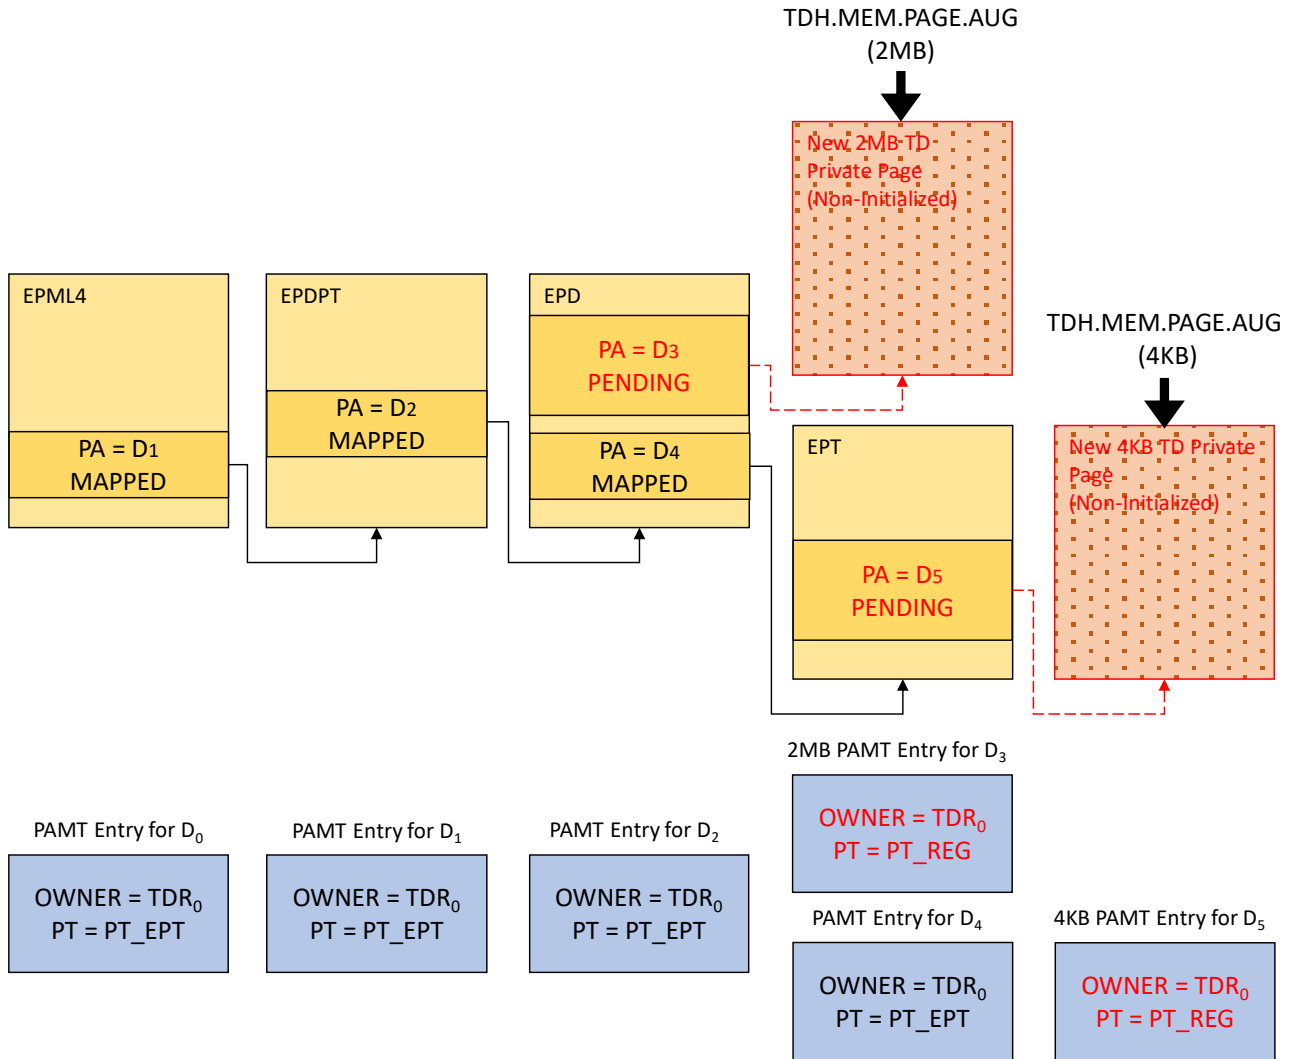 TDH.MEM.PAGE.AUG
(2MB)
New 2MB TD
Private Page
(Non-Initialized)
EPML4
PA = D1
MAPPED
EPDPT
PA = D2
MAPPED
EPD
PA = D3
PENDING
PA = D4
MAPPED
TDH.MEM.PAGE.AUG
(4KB)
New 4KB TD Private
Page
(Non-Initialized)
EPT
PA = D5
PENDING
2MB PAMT Entry for D3
OWNER = TDR0
PT = PT_REG
PAMT Entry for D0
OWNER = TDR0
PT = PT_EPT
PAMT Entry for D1
OWNER = TDR0
PT = PT_EPT
PAMT Entry for D2
OWNER = TDR0
PT = PT_EPT
PAMT Entry for D4
OWNER = TDR0
PT = PT_EPT
4KB PAMT Entry for D5
OWNER = TDR0
PT = PT_REG